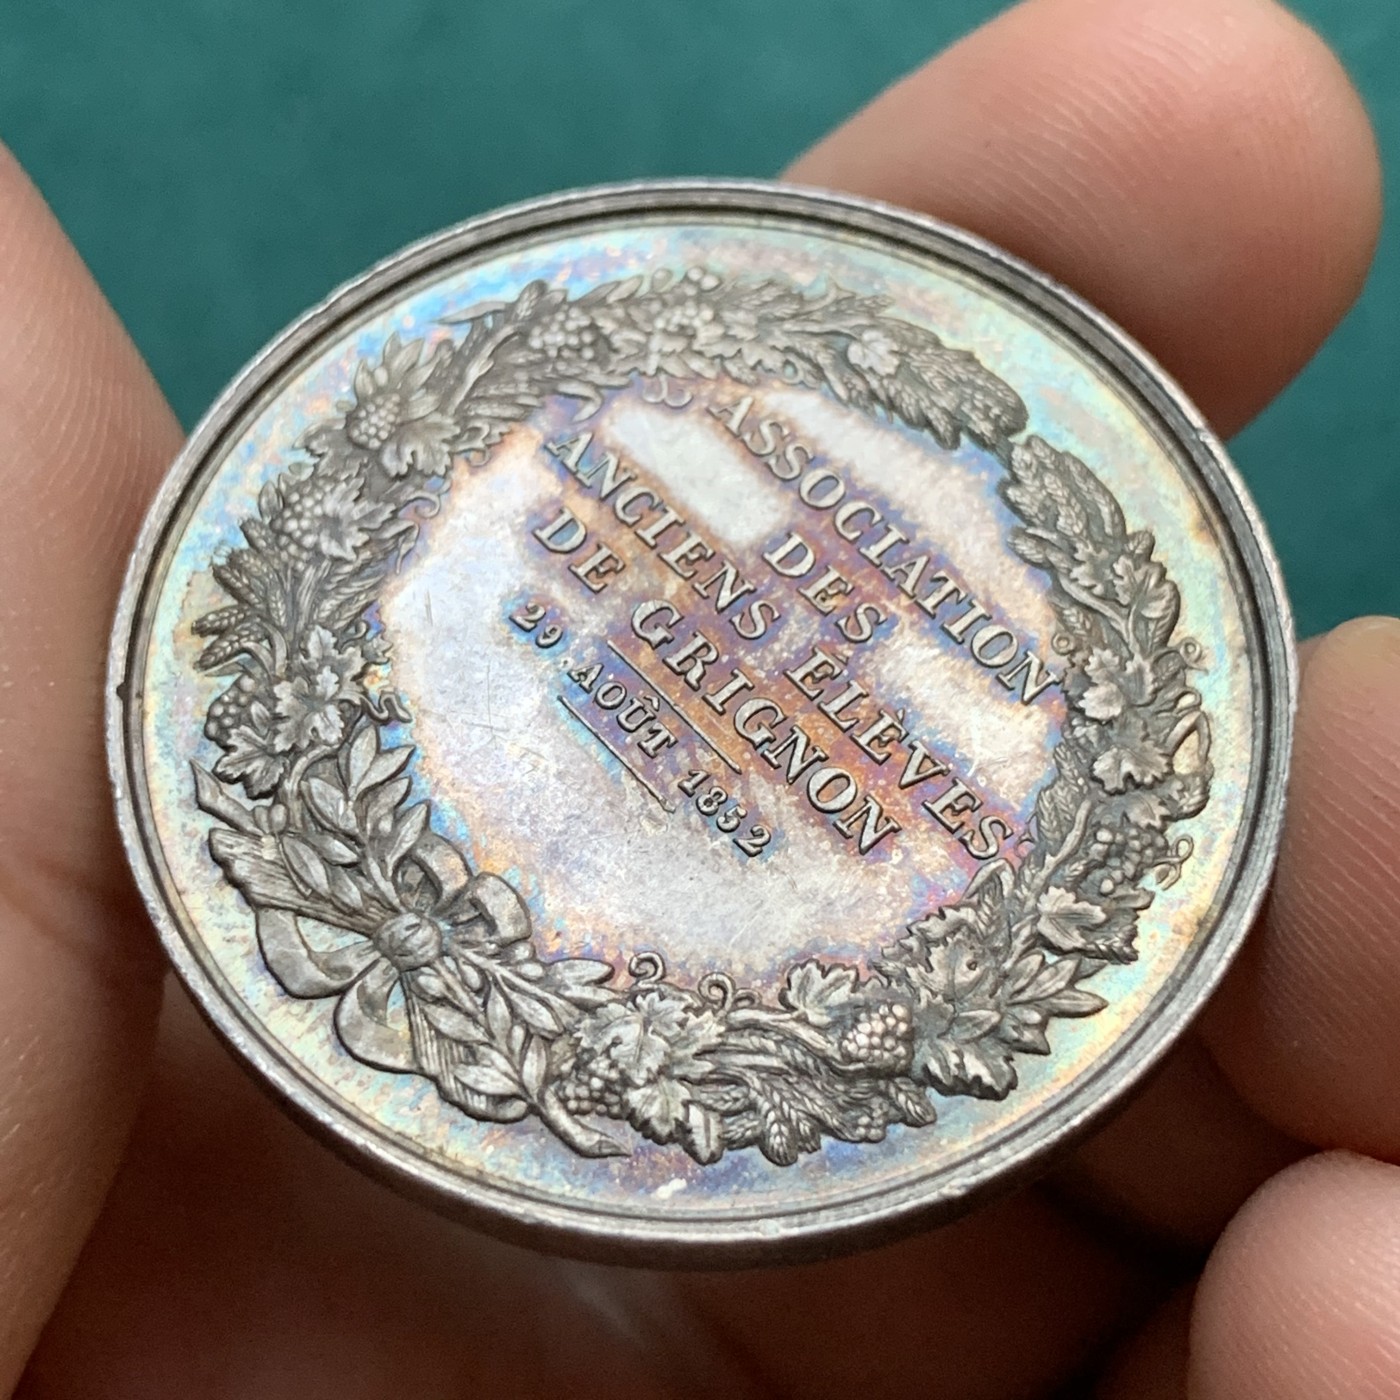 ASSOCIATION
DES
ANCIENS ÉLÈVES
DE GRIGNON
29 AOÛT 1852